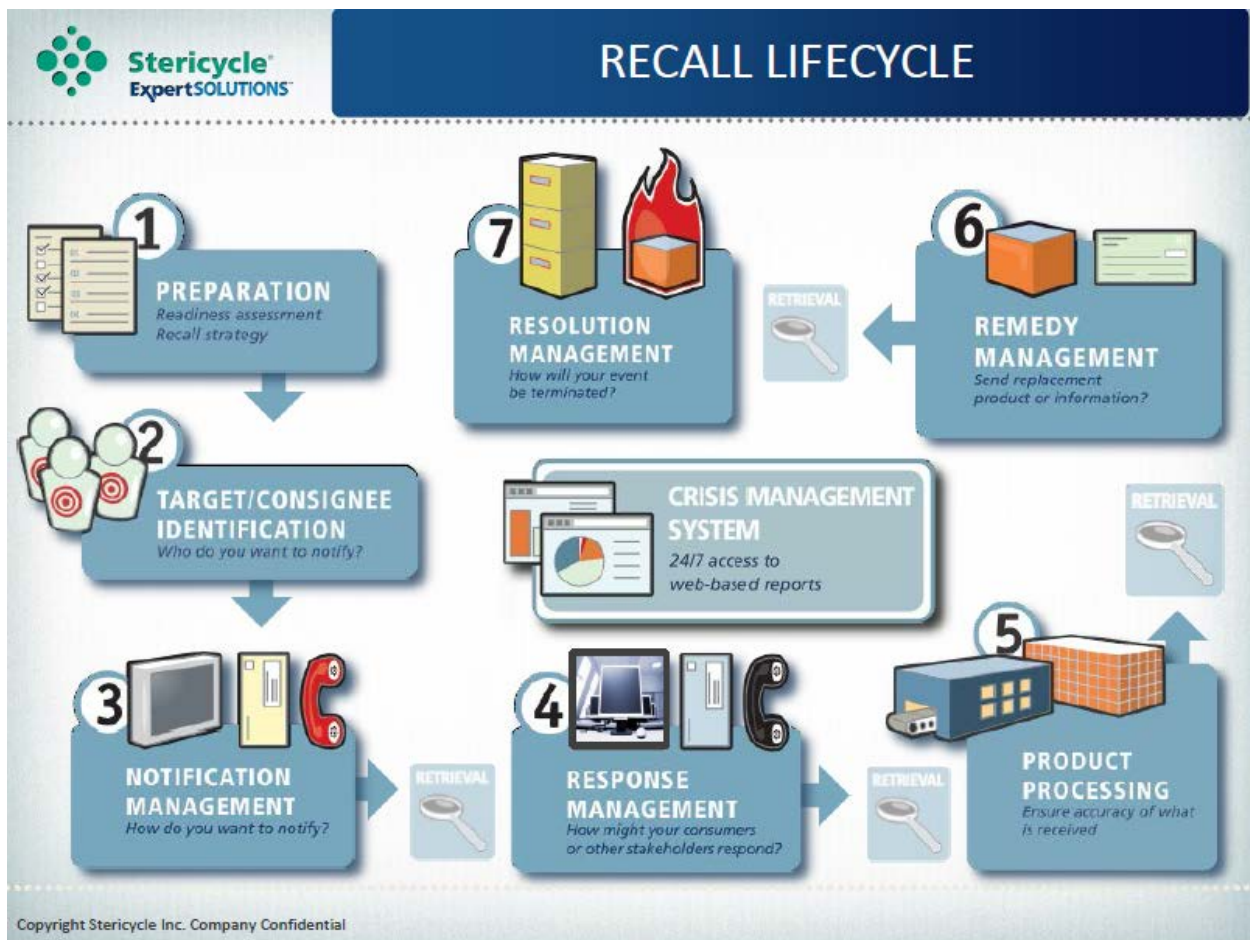 Stericycle®
ExpertSOLUTIONS™
RECALL LIFECYCLE
1
PREPARATION
Readiness assessment
Recall strategy
2
TARGET/CONSIGNEE
IDENTIFICATION
Who do you want to notify?
3
NOTIFICATION
MANAGEMENT
How do you want to notify?
RETRIEVAL
4
RESPONSE
MANAGEMENT
How might your consumers
or other stakeholders respond?
RETRIEVAL
5
PRODUCT
PROCESSING
Ensure accuracy of what
is received
RETRIEVAL
6
REMEDY
MANAGEMENT
Send replacement
product or information?
RETRIEVAL
7
RESOLUTION
MANAGEMENT
How will your event
be terminated?
CRISIS MANAGEMENT
SYSTEM
24/7 access to
web-based reports
Copyright Stericycle Inc. Company Confidential